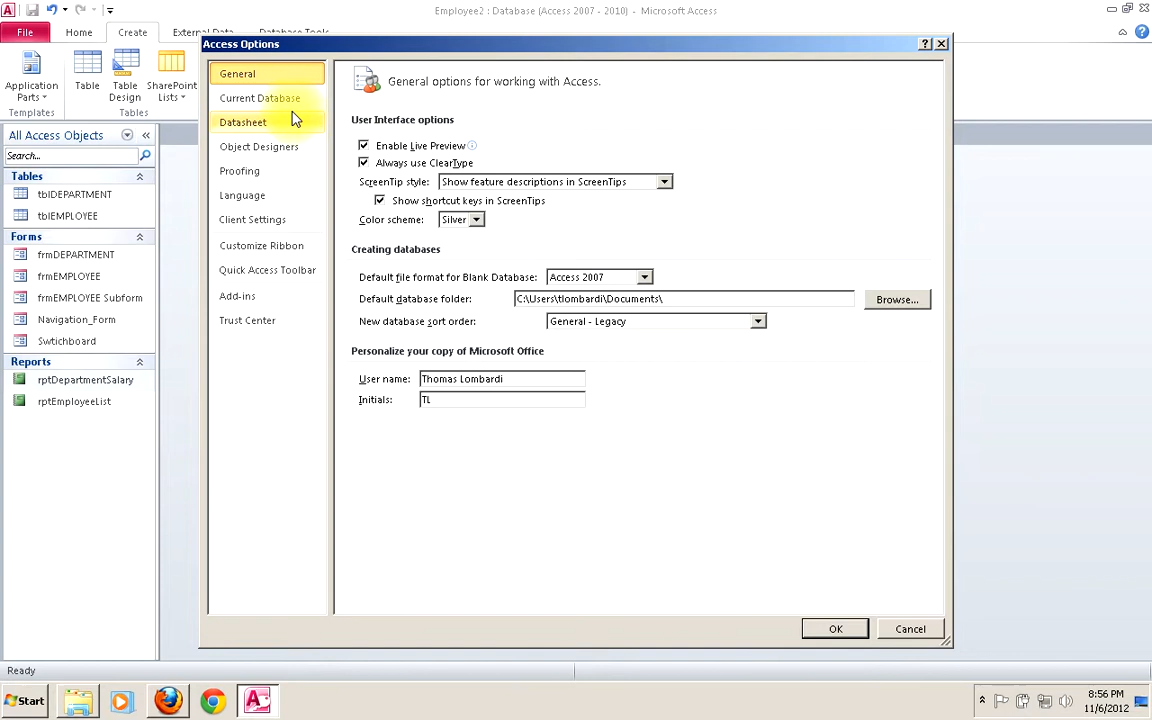 Employee2 : Database (Access 2007 - 2010) - Microsoft Access
File Home Create External Data Database Tools
Application Parts
Table
Table Design
SharePoint Lists
Templates
Tables
All Access Objects
Search...
Tables
tblDEPARTMENT
tblEMPLOYEE
Forms
frmDEPARTMENT
frmEMPLOYEE
frmEMPLOYEE Subform
Navigation_Form
Swtichboard
Reports
rptDepartmentSalary
rptEmployeeList
Access Options
General
Current Database
Datasheet
Object Designers
Proofing
Language
Client Settings
Customize Ribbon
Quick Access Toolbar
Add-ins
Trust Center
General options for working with Access.
User Interface options
Enable Live Preview
Always use ClearType
ScreenTip style: Show feature descriptions in ScreenTips
Show shortcut keys in ScreenTips
Color scheme: Silver
Creating databases
Default file format for Blank Database: Access 2007
Default database folder: C:\Users\tlombardi\Documents\ Browse...
New database sort order: General - Legacy
Personalize your copy of Microsoft Office
User name: Thomas Lombardi
Initials: TL
OK Cancel
Ready
Start
8:56 PM
11/6/2012